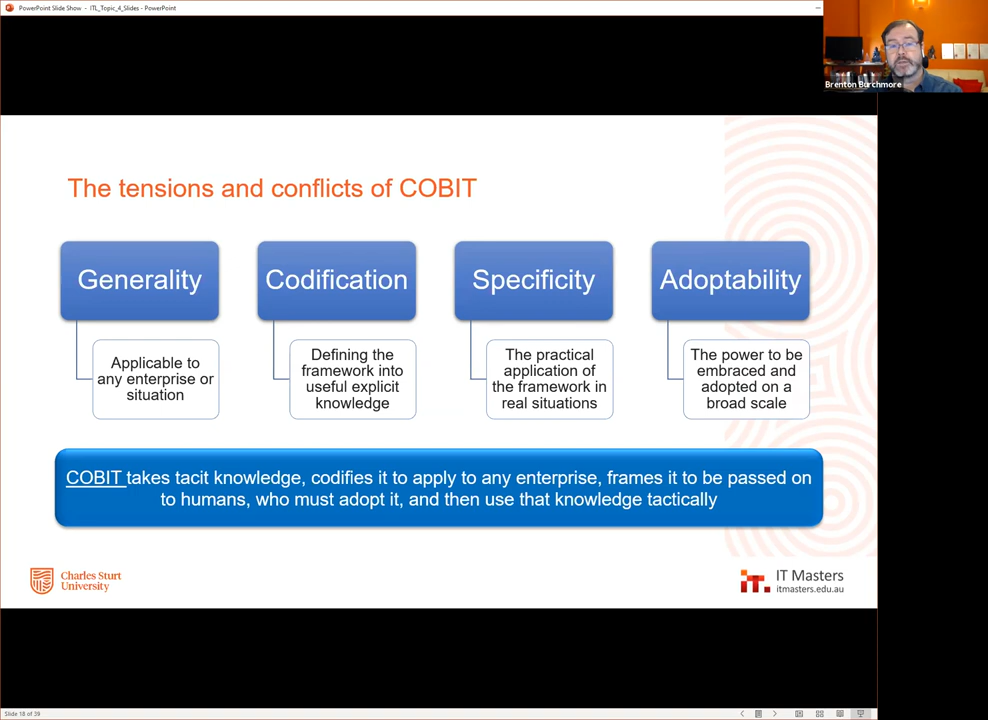 PowerPoint Slide Show - ITL_Topic_4_Slides - PowerPoint
Brenton Burchmore
The tensions and conflicts of COBIT
Generality
Codification
Specificity
Adoptability
Applicable to
any enterprise or
situation
Defining the
framework into
useful explicit
knowledge
The practical
application of
the framework in
real situations
The power to be
embraced and
adopted on a
broad scale
COBIT takes tacit knowledge, codifies it to apply to any enterprise, frames it to be passed on
to humans, who must adopt it, and then use that knowledge tactically
Charles Sturt
University
IT Masters
itmasters.edu.au
Slide 18 of 39